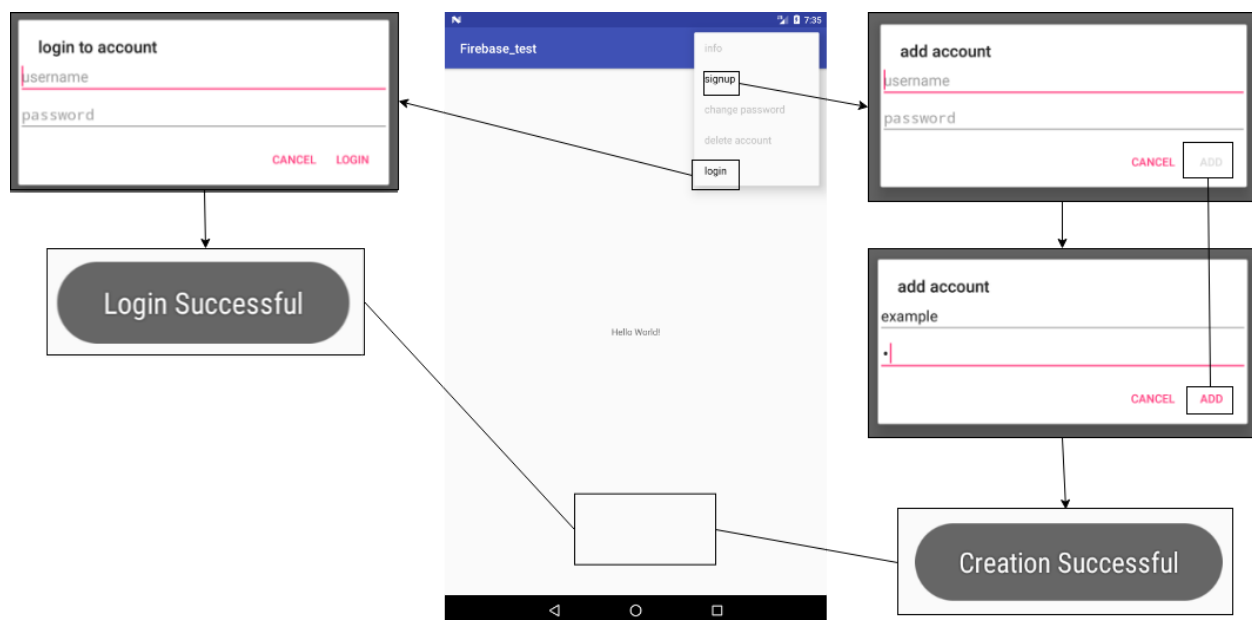 login to account
username
password
CANCEL LOGIN
Login Successful
7:35
Firebase_test
info
signup
change password
delete account
login
Hello World!
add account
username
password
CANCEL ADD
add account
example
CANCEL ADD
Creation Successful